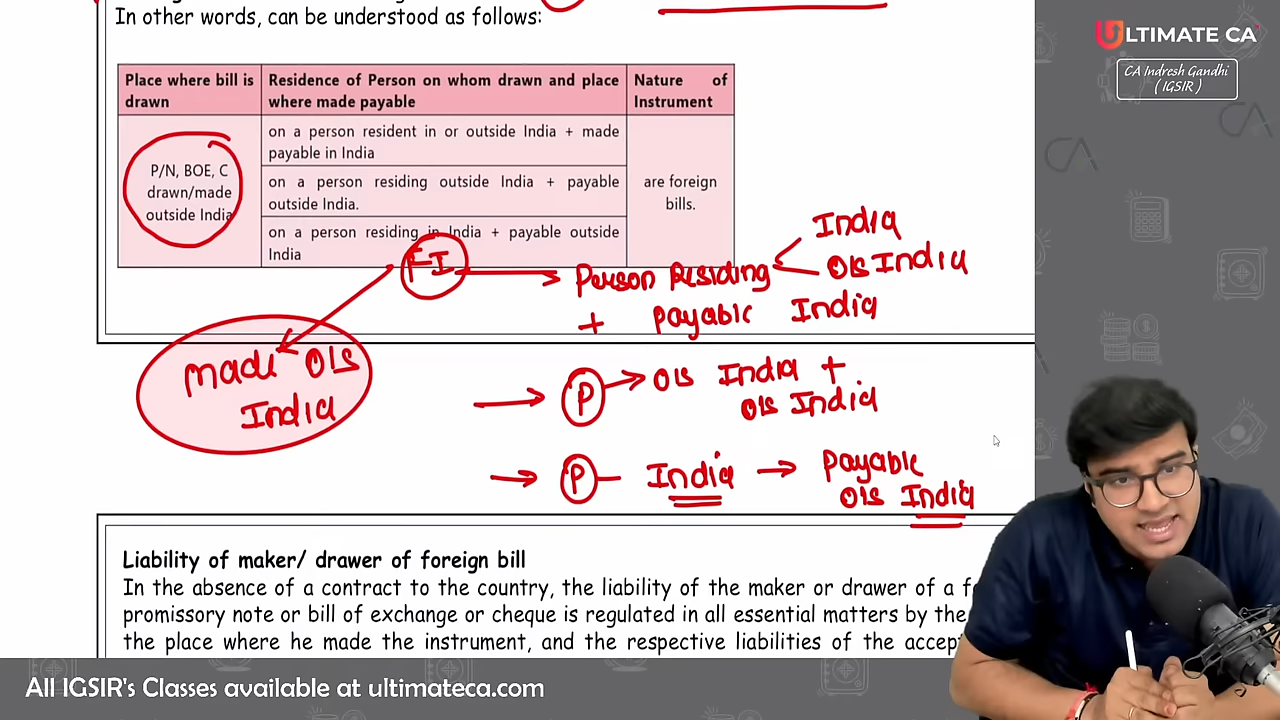 In other words, can be understood as follows:
ULTIMATE CA
CA Indresh Gandhi
( IGSIR )
Place where bill is drawn
Residence of Person on whom drawn and place where made payable
Nature of Instrument
P/N, BOE, C
drawn/made
outside India
on a person resident in or outside India + made
payable in India
on a person residing outside India + payable
outside India.
on a person residing in India + payable outside
India
are foreign
bills.
FI
Person Residing
India
O/s India
+ Payable India
made O/s
India
P O/s India +
O/s India
P India Payable
O/s India
Liability of maker/ drawer of foreign bill
In the absence of a contract to the country, the liability of the maker or drawer of a
promissory note or bill of exchange or cheque is regulated in all essential matters by the
the place where he made the instrument, and the respective liabilities of the
All IGSIR's Classes available at ultimateca.com